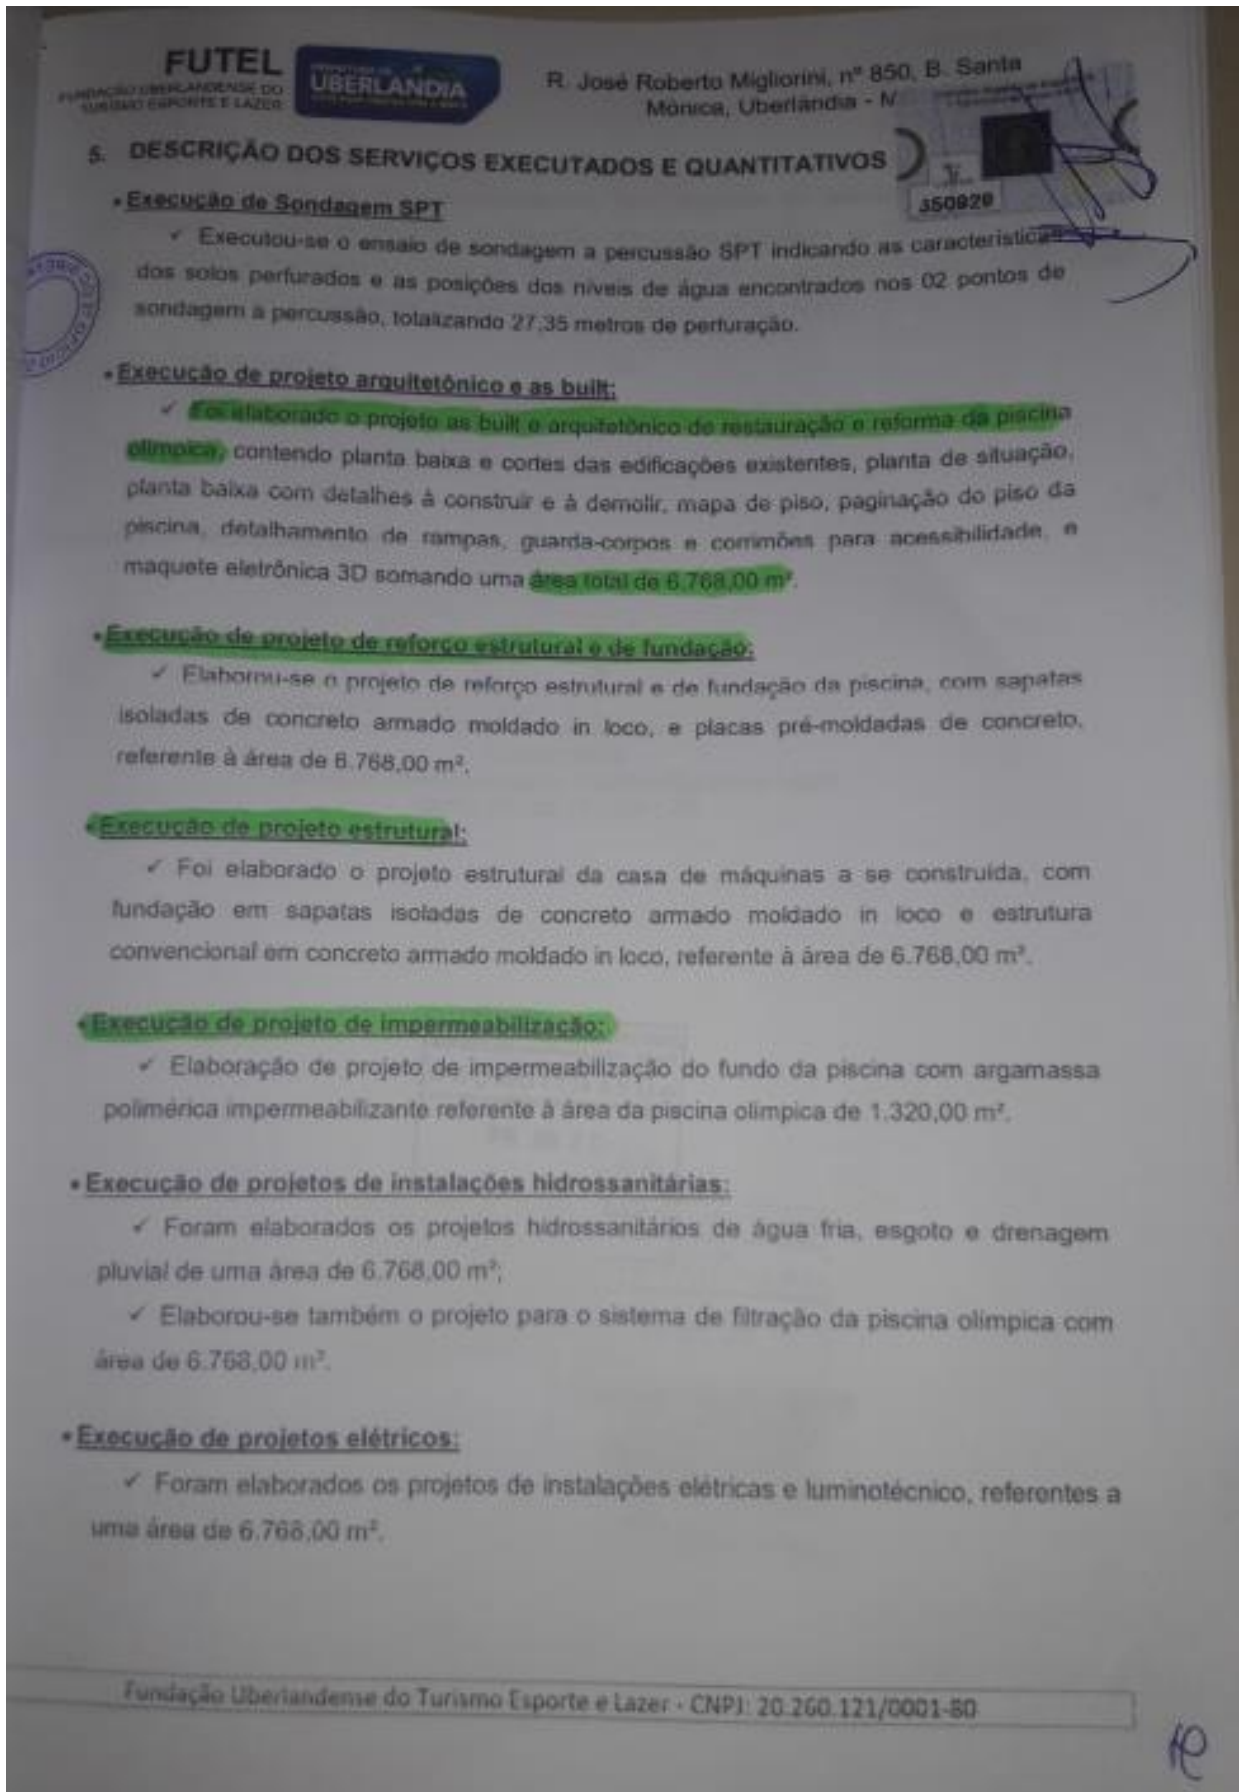 FUTEL
FUNDAÇÃO UBERLANDENSE DO
TURISMO ESPORTE E LAZER
PREFEITURA DE
UBERLÂNDIA
R. José Roberto Migliorini, nº 850, B. Santa
Mônica, Uberlândia - M
350920
5. DESCRIÇÃO DOS SERVIÇOS EXECUTADOS E QUANTITATIVOS
• Execução de Sondagem SPT
✓ Executou-se o ensaio de sondagem a percussão SPT indicando as características
dos solos perfurados e as posições dos níveis de água encontrados nos 02 pontos de
sondagem a percussão, totalizando 27,35 metros de perfuração.
• Execução de projeto arquitetônico e as built:
✓ Foi elaborado o projeto as built e arquitetônico de restauração e reforma da piscina
olímpica, contendo planta baixa e cortes das edificações existentes, planta de situação,
planta baixa com detalhes à construir e à demolir, mapa de piso, paginação do piso da
piscina, detalhamento de rampas, guarda-corpos e corrimões para acessibilidade, e
maquete eletrônica 3D somando uma área total de 6.768,00 m².
• Execução de projeto de reforço estrutural e de fundação:
✓ Elaborou-se o projeto de reforço estrutural e de fundação da piscina, com sapatas
isoladas de concreto armado moldado in loco, e placas pré-moldadas de concreto,
referente à área de 6.768,00 m².
• Execução de projeto estrutural:
✓ Foi elaborado o projeto estrutural da casa de máquinas a se construída, com
fundação em sapatas isoladas de concreto armado moldado in loco e estrutura
convencional em concreto armado moldado in loco, referente à área de 6.768,00 m².
• Execução de projeto de impermeabilização:
✓ Elaboração de projeto de impermeabilização do fundo da piscina com argamassa
polimérica impermeabilizante referente à área da piscina olímpica de 1.320,00 m².
• Execução de projetos de instalações hidrossanitárias:
✓ Foram elaborados os projetos hidrossanitários de água fria, esgoto e drenagem
pluvial de uma área de 6.768,00 m²;
✓ Elaborou-se também o projeto para o sistema de filtração da piscina olímpica com
área de 6.768,00 m².
• Execução de projetos elétricos:
✓ Foram elaborados os projetos de instalações elétricas e luminotécnico, referentes a
uma área de 6.768,00 m².
Fundação Uberlandense do Turismo Esporte e Lazer - CNPJ: 20.260.121/0001-80